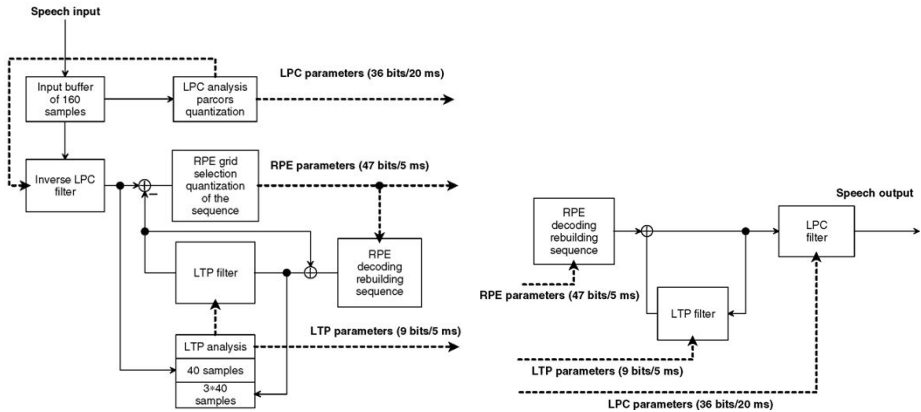 Speech input
Input buffer
of 160
samples
LPC analysis
parcors
quantization
LPC parameters (36 bits/20 ms)
Inverse LPC
filter
RPE grid
selection
quantization
of the
sequence
RPE parameters (47 bits/5 ms)
LTP filter
RPE
decoding
rebuilding
sequence
LTP analysis
40 samples
3*40
samples
LTP parameters (9 bits/5 ms)
RPE
decoding
rebuilding
sequence
Speech output
LPC
filter
RPE parameters (47 bits/5 ms)
LTP filter
LTP parameters (9 bits/5 ms)
LPC parameters (36 bits/20 ms)